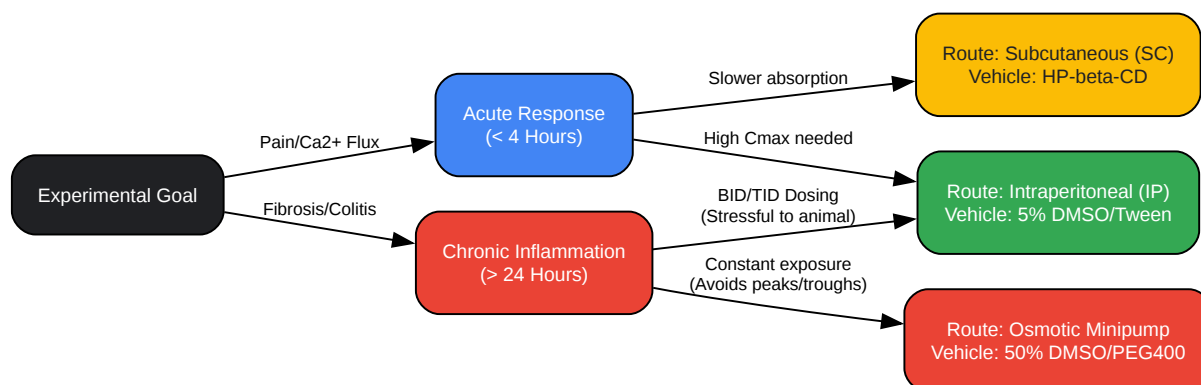 Experimental Goal
Pain/Ca2+ Flux
Fibrosis/Colitis
Acute Response
(< 4 Hours)
Chronic Inflammation
(> 24 Hours)
Slower absorption
High Cmax needed
BID/TID Dosing
(Stressful to animal)
Constant exposure
(Avoids peaks/troughs)
Route: Subcutaneous (SC)
Vehicle: HP-beta-CD
Route: Intraperitoneal (IP)
Vehicle: 5% DMSO/Tween
Route: Osmotic Minipump
Vehicle: 50% DMSO/PEG400